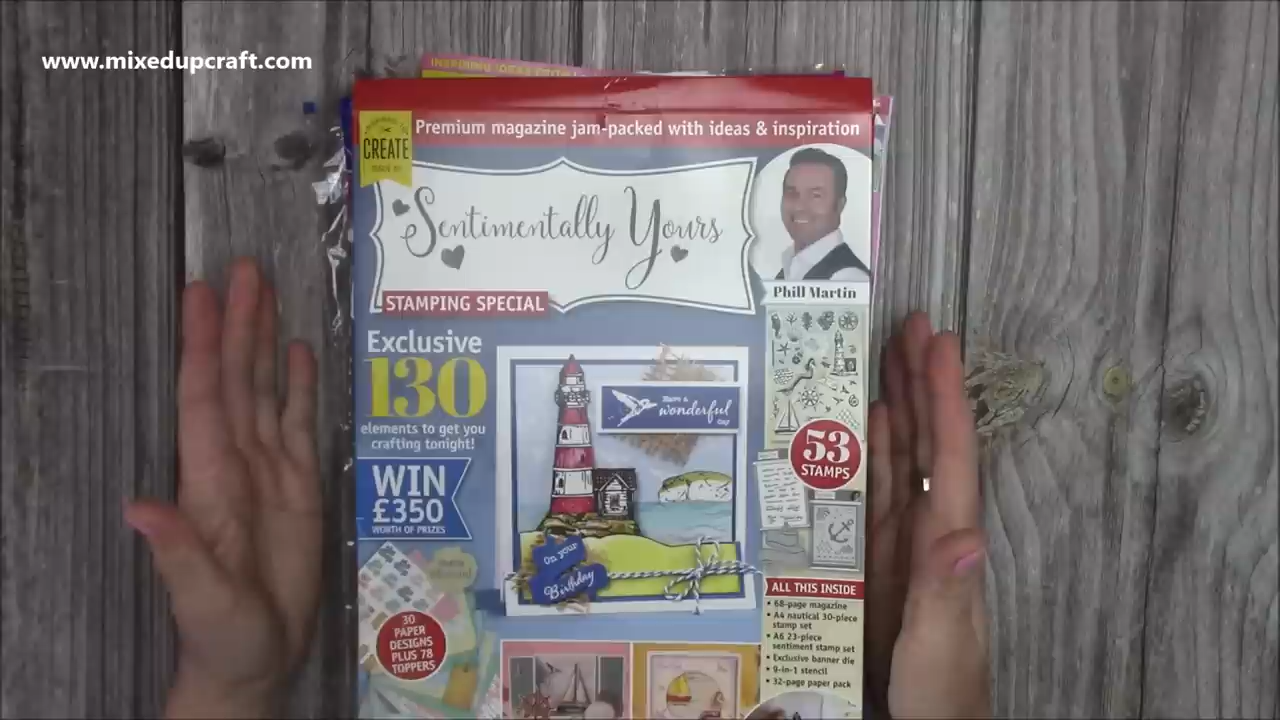 www.mixedupcraft.com
Premium magazine jam-packed with ideas & inspiration
CREATE
Sentimentally Yours
STAMPING SPECIAL
Phill Martin
Exclusive
130
elements to get you
crafting tonight!
WIN
£350
WORTH OF PRIZES
Have a
wonderful
day
53
STAMPS
On your
Birthday
30
PAPER
DESIGNS
PLUS 78
TOPPERS
ALL THIS INSIDE
• 68-page magazine
• A4 nautical 30-piece
stamp set
• A6 23-piece
sentiment stamp set
• Exclusive banner die
• 9-in-1 stencil
• 32-page paper pack